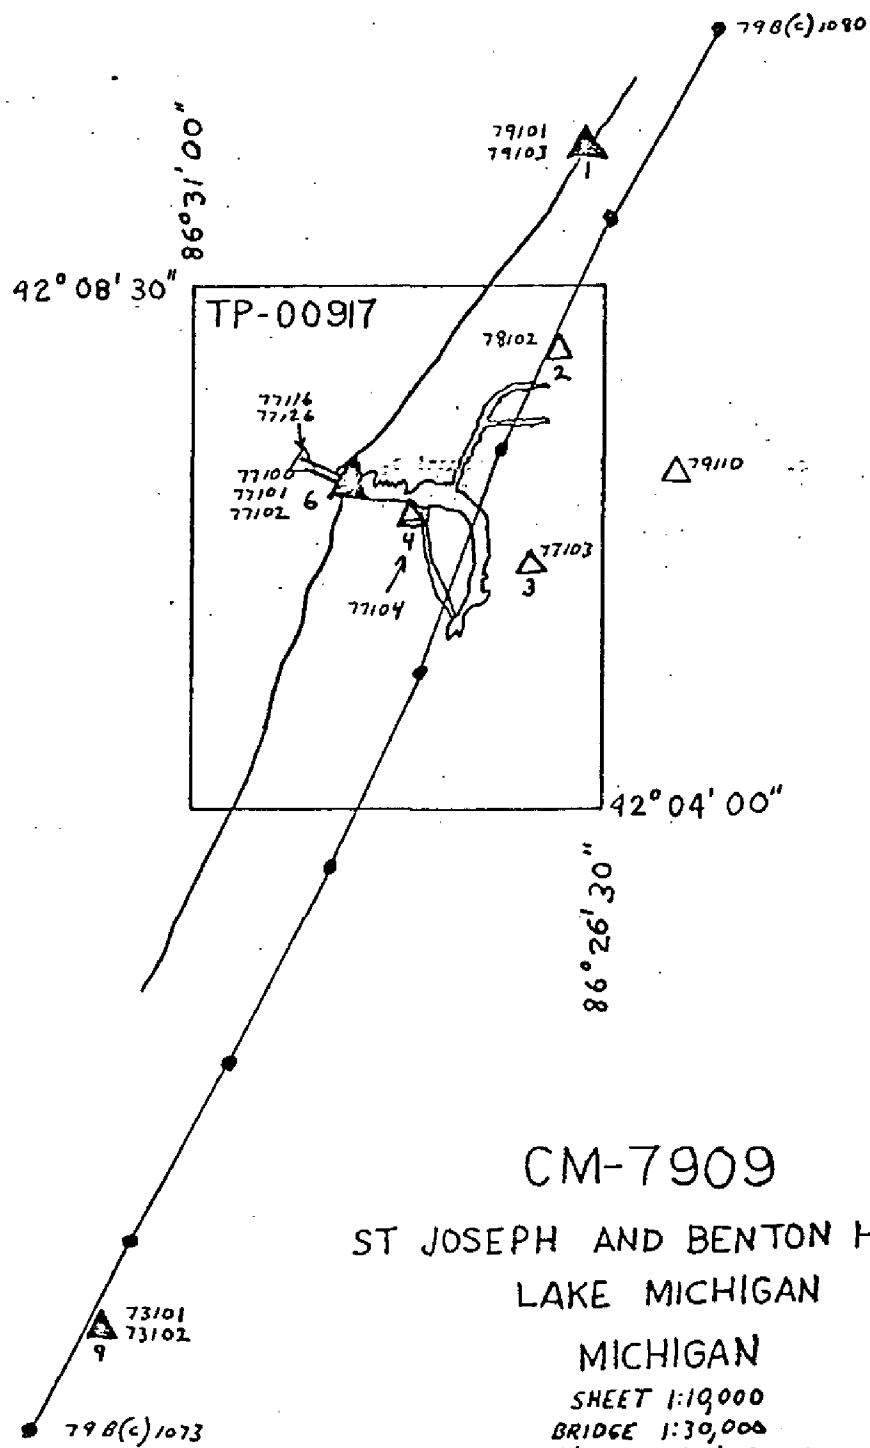 79B(c)1080
79101
79103
1
86°31'00"
42°08'30"
TP-00917
78102
2
77116
77126
79110
77100
77101
77102
6
4
77103
3
77104
42°04'00"
86°26'30"
CM-7909
ST JOSEPH AND BENTON H
LAKE MICHIGAN
MICHIGAN
73101
73102
9
SHEET 1:10,000
79B(c)1073
BRIDGE 1:30,000